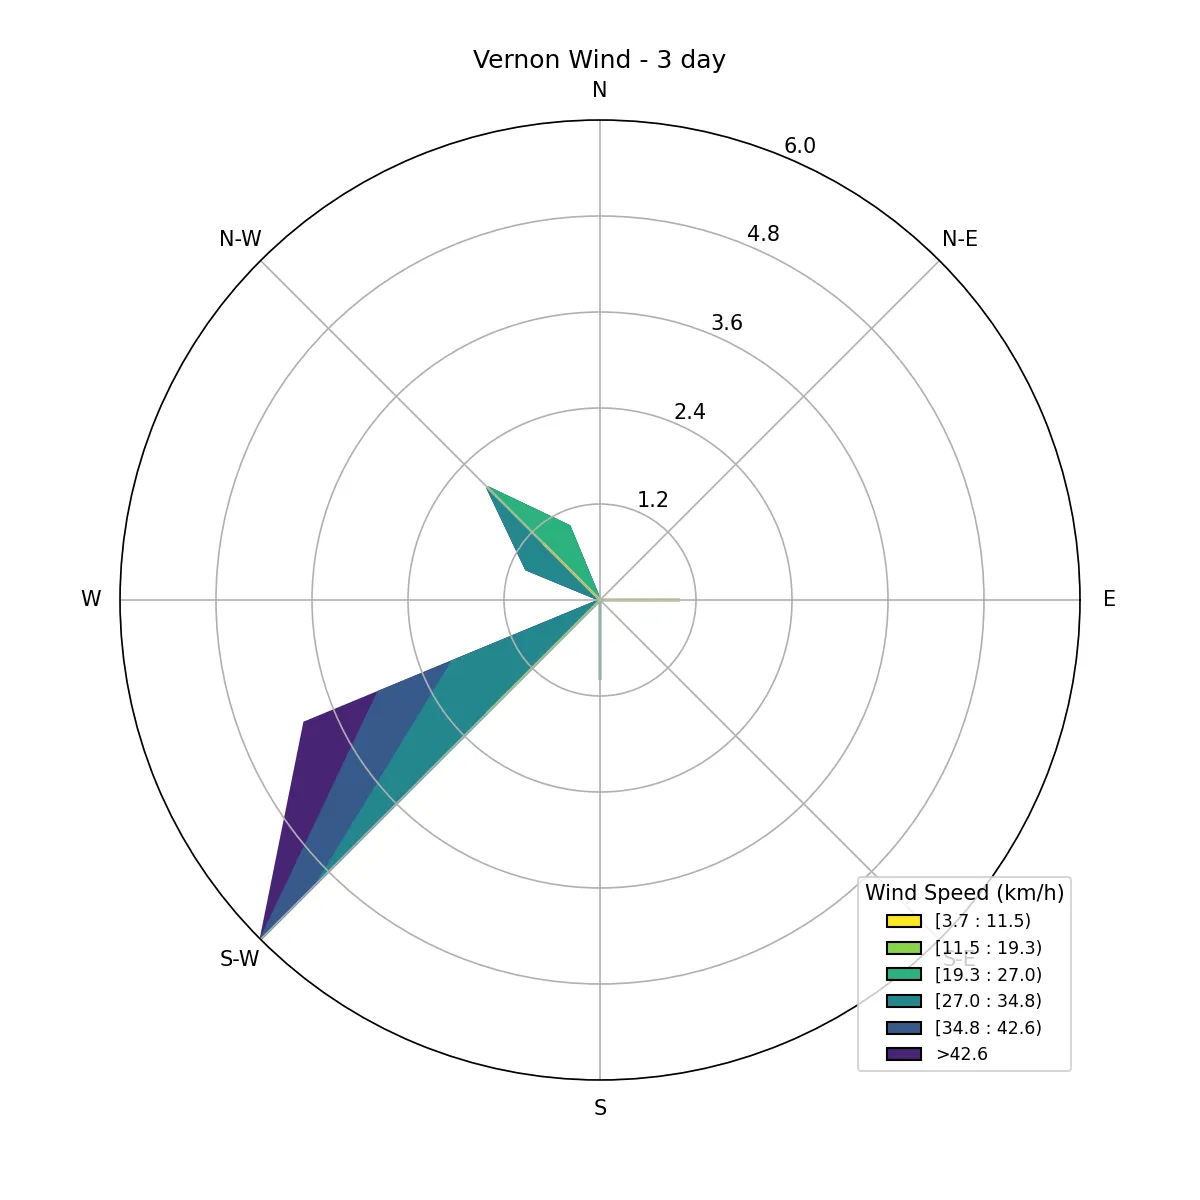 Vernon Wind - 3 day
N
6.0
N-W
4.8
N-E
3.6
2.4
1.2
W
E
S-W
S-E
S
Wind Speed (km/h)
[3.7 : 11.5)
[11.5 : 19.3)
[19.3 : 27.0)
[27.0 : 34.8)
[34.8 : 42.6)
>42.6